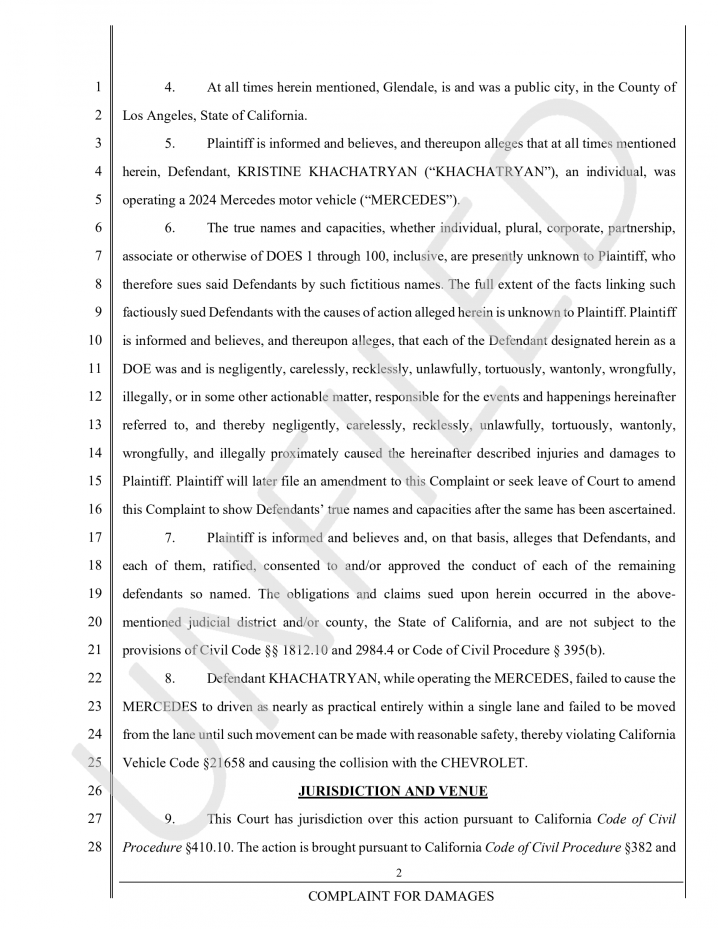 1 4. At all times herein mentioned, Glendale, is and was a public city, in the County of
2 Los Angeles, State of California.
3 5. Plaintiff is informed and believes, and thereupon alleges that at all times mentioned
4 herein, Defendant, KRISTINE KHACHATRYAN (“KHACHATRYAN”), an individual, was
5 operating a 2024 Mercedes motor vehicle (“MERCEDES”).
6 6. The true names and capacities, whether individual, plural, corporate, partnership,
7 associate or otherwise of DOES 1 through 100, inclusive, are presently unknown to Plaintiff, who
8 therefore sues said Defendants by such fictitious names. The full extent of the facts linking such
9 factiously sued Defendants with the causes of action alleged herein is unknown to Plaintiff. Plaintiff
10 is informed and believes, and thereupon alleges, that each of the Defendant designated herein as a
11 DOE was and is negligently, carelessly, recklessly, unlawfully, tortuously, wantonly, wrongfully,
12 illegally, or in some other actionable matter, responsible for the events and happenings hereinafter
13 referred to, and thereby negligently, carelessly, recklessly, unlawfully, tortuously, wantonly,
14 wrongfully, and illegally proximately caused the hereinafter described injuries and damages to
15 Plaintiff. Plaintiff will later file an amendment to this Complaint or seek leave of Court to amend
16 this Complaint to show Defendants’ true names and capacities after the same has been ascertained.
17 7. Plaintiff is informed and believes and, on that basis, alleges that Defendants, and
18 each of them, ratified, consented to and/or approved the conduct of each of the remaining
19 defendants so named. The obligations and claims sued upon herein occurred in the above-
20 mentioned judicial district and/or county, the State of California, and are not subject to the
21 provisions of Civil Code §§ 1812.10 and 2984.4 or Code of Civil Procedure § 395(b).
22 8. Defendant KHACHATRYAN, while operating the MERCEDES, failed to cause the
23 MERCEDES to driven as nearly as practical entirely within a single lane and failed to be moved
24 from the lane until such movement can be made with reasonable safety, thereby violating California
25 Vehicle Code §21658 and causing the collision with the CHEVROLET.
26 JURISDICTION AND VENUE
27 9. This Court has jurisdiction over this action pursuant to California Code of Civil
28 Procedure §410.10. The action is brought pursuant to California Code of Civil Procedure §382 and
2
COMPLAINT FOR DAMAGES
UNFILED